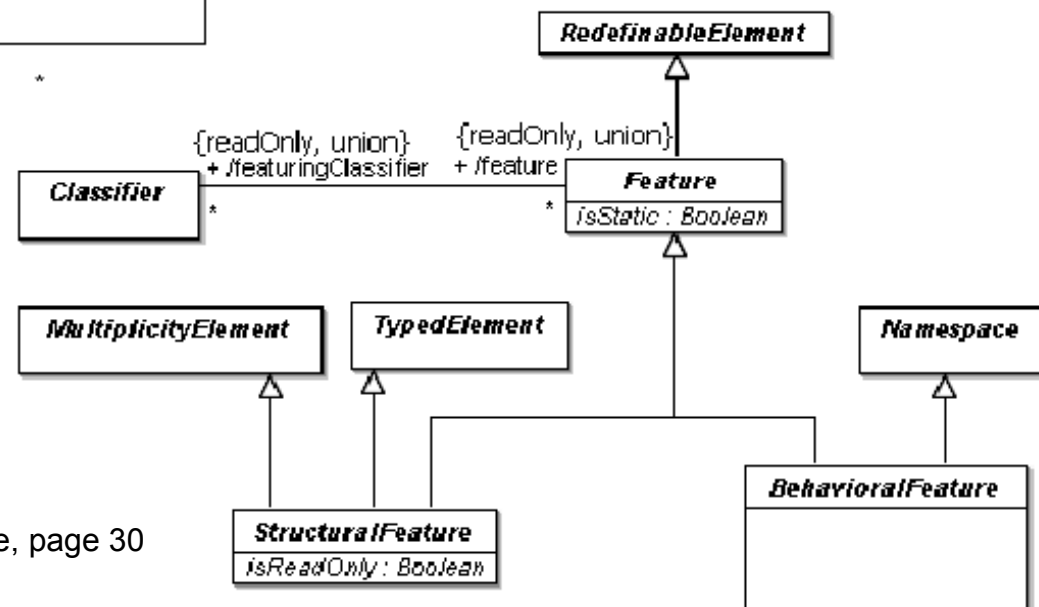 RedefinableElement
*
{readOnly, union}
{readOnly, union}
+ /featuringClassifier
+ /feature
Classifier
*
*
Feature
isStatic : Boolean
MultiplicityElement
TypedElement
Namespace
BehavioralFeature
StructuralFeature
isReadOnly : Boolean
e, page 30